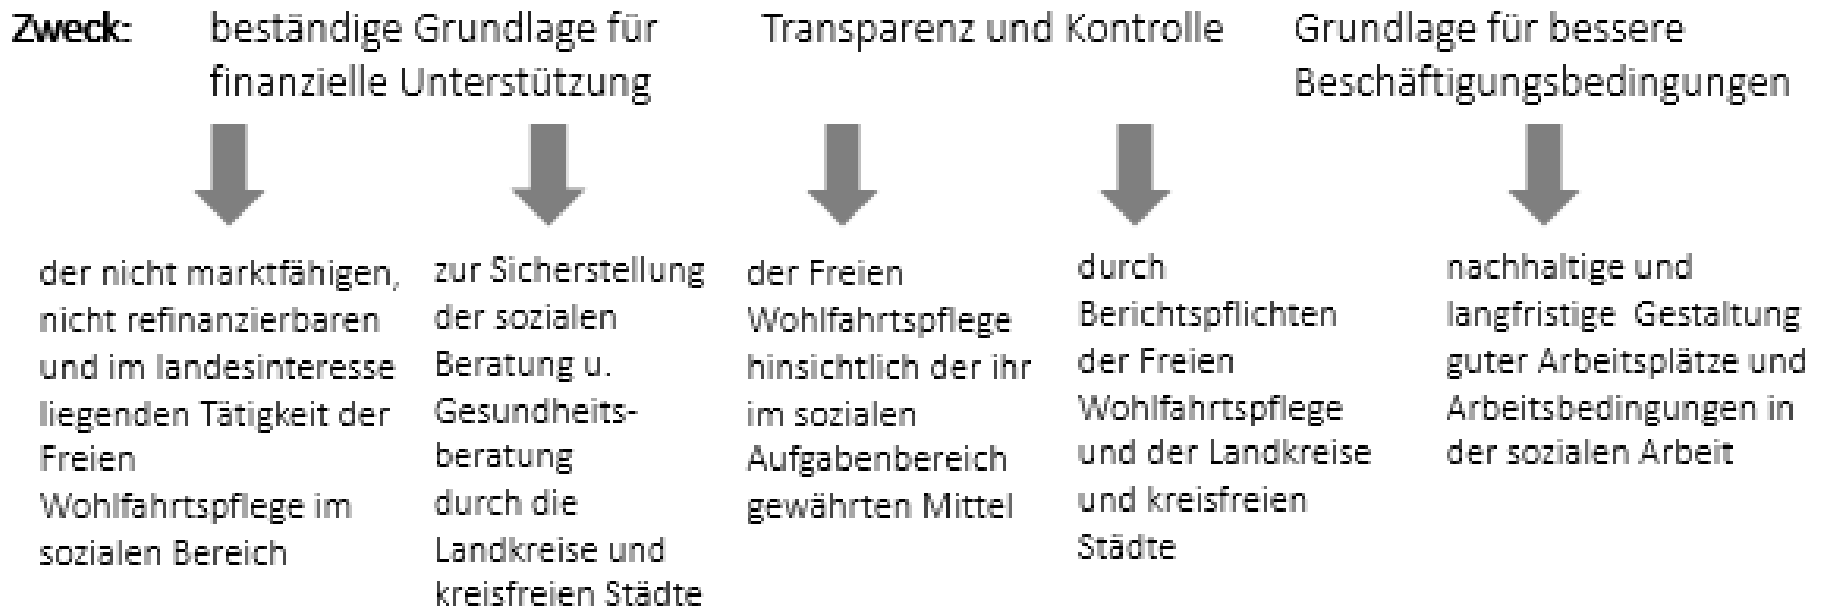 Zweck:
beständige Grundlage für
finanzielle Unterstützung
Transparenz und Kontrolle
Grundlage für bessere
Beschäftigungsbedingungen
der nicht marktfähigen,
nicht refinanzierbaren
und im landesinteresse
liegenden Tätigkeit der
Freien
Wohlfahrtspflege im
sozialen Bereich
zur Sicherstellung
der sozialen
Beratung u.
Gesundheits-
beratung
durch die
Landkreise und
kreisfreien Städte
der Freien
Wohlfahrtspflege
hinsichtlich der ihr
im sozialen
Aufgabenbereich
gewährten Mittel
durch
Berichtspflichten
der Freien
Wohlfahrtspflege
und der Landkreise
und kreisfreien
Städte
nachhaltige und
langfristige Gestaltung
guter Arbeitsplätze und
Arbeitsbedingungen in
der sozialen Arbeit